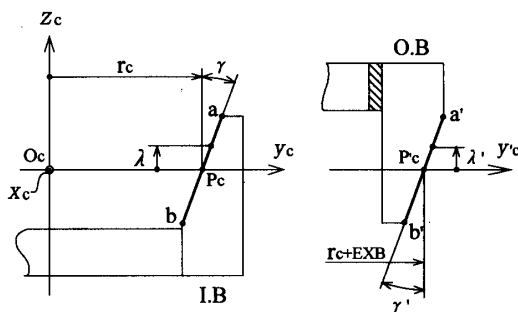 Zc
rc
γ
a
Oc
λ
Pc
yc
Xc
b
I.B
O.B
a'
P'c
λ'
y'c
b'
rc+EXB
γ'